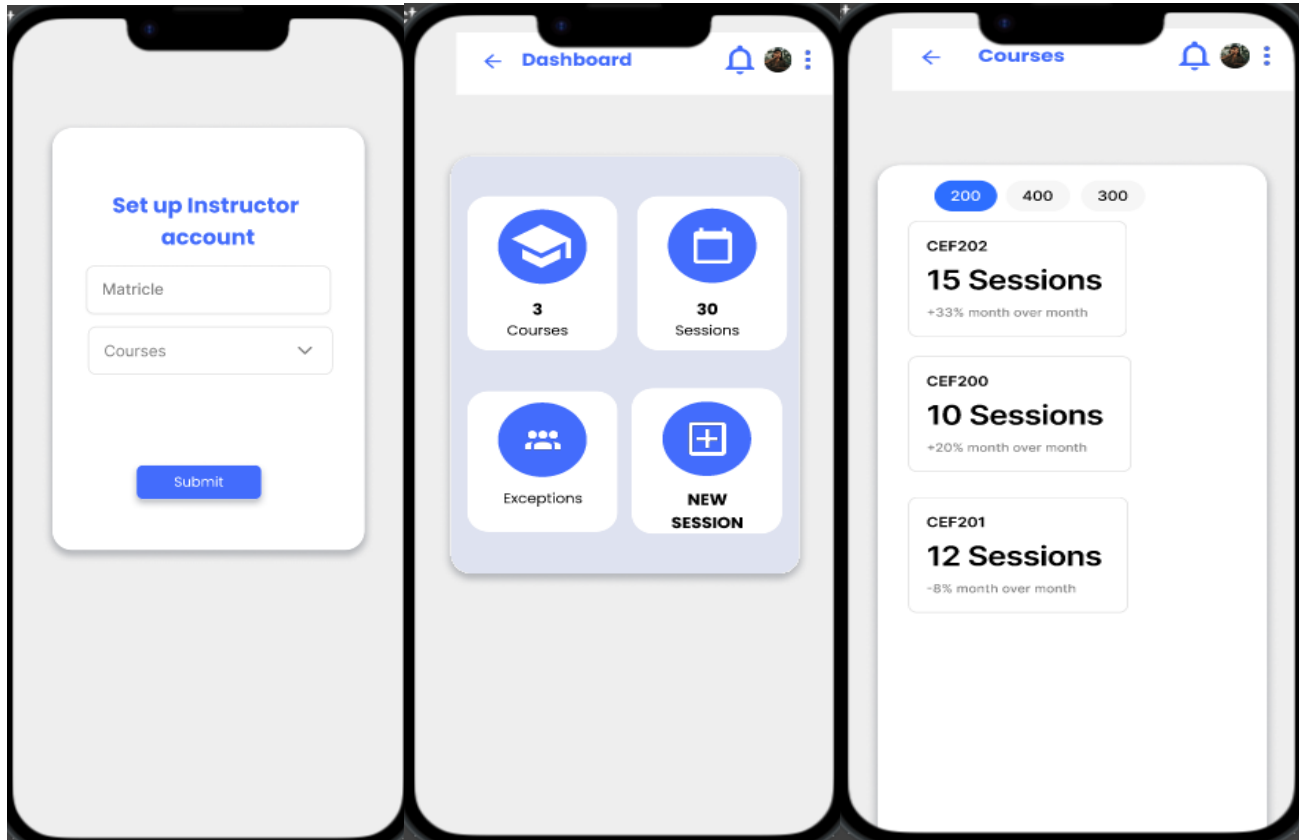 Set up Instructor
account
Matricle
Courses
Submit
Dashboard
3
Courses
30
Sessions
Exceptions
NEW
SESSION
Courses
200 400 300
CEF202
15 Sessions
+33% month over month
CEF200
10 Sessions
+20% month over month
CEF201
12 Sessions
-8% month over month